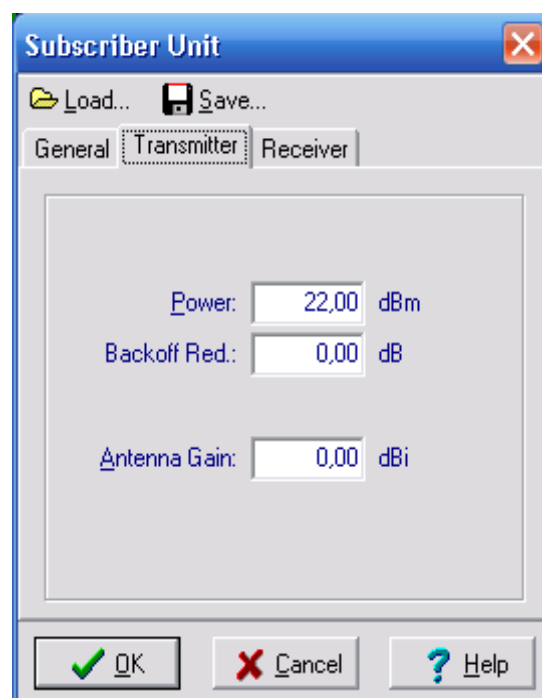 Subscriber Unit
Load... Save...
General Transmitter Receiver
Power: 22,00 dBm
Backoff Red.: 0,00 dB
Antenna Gain: 0,00 dBi
OK Cancel ? Help